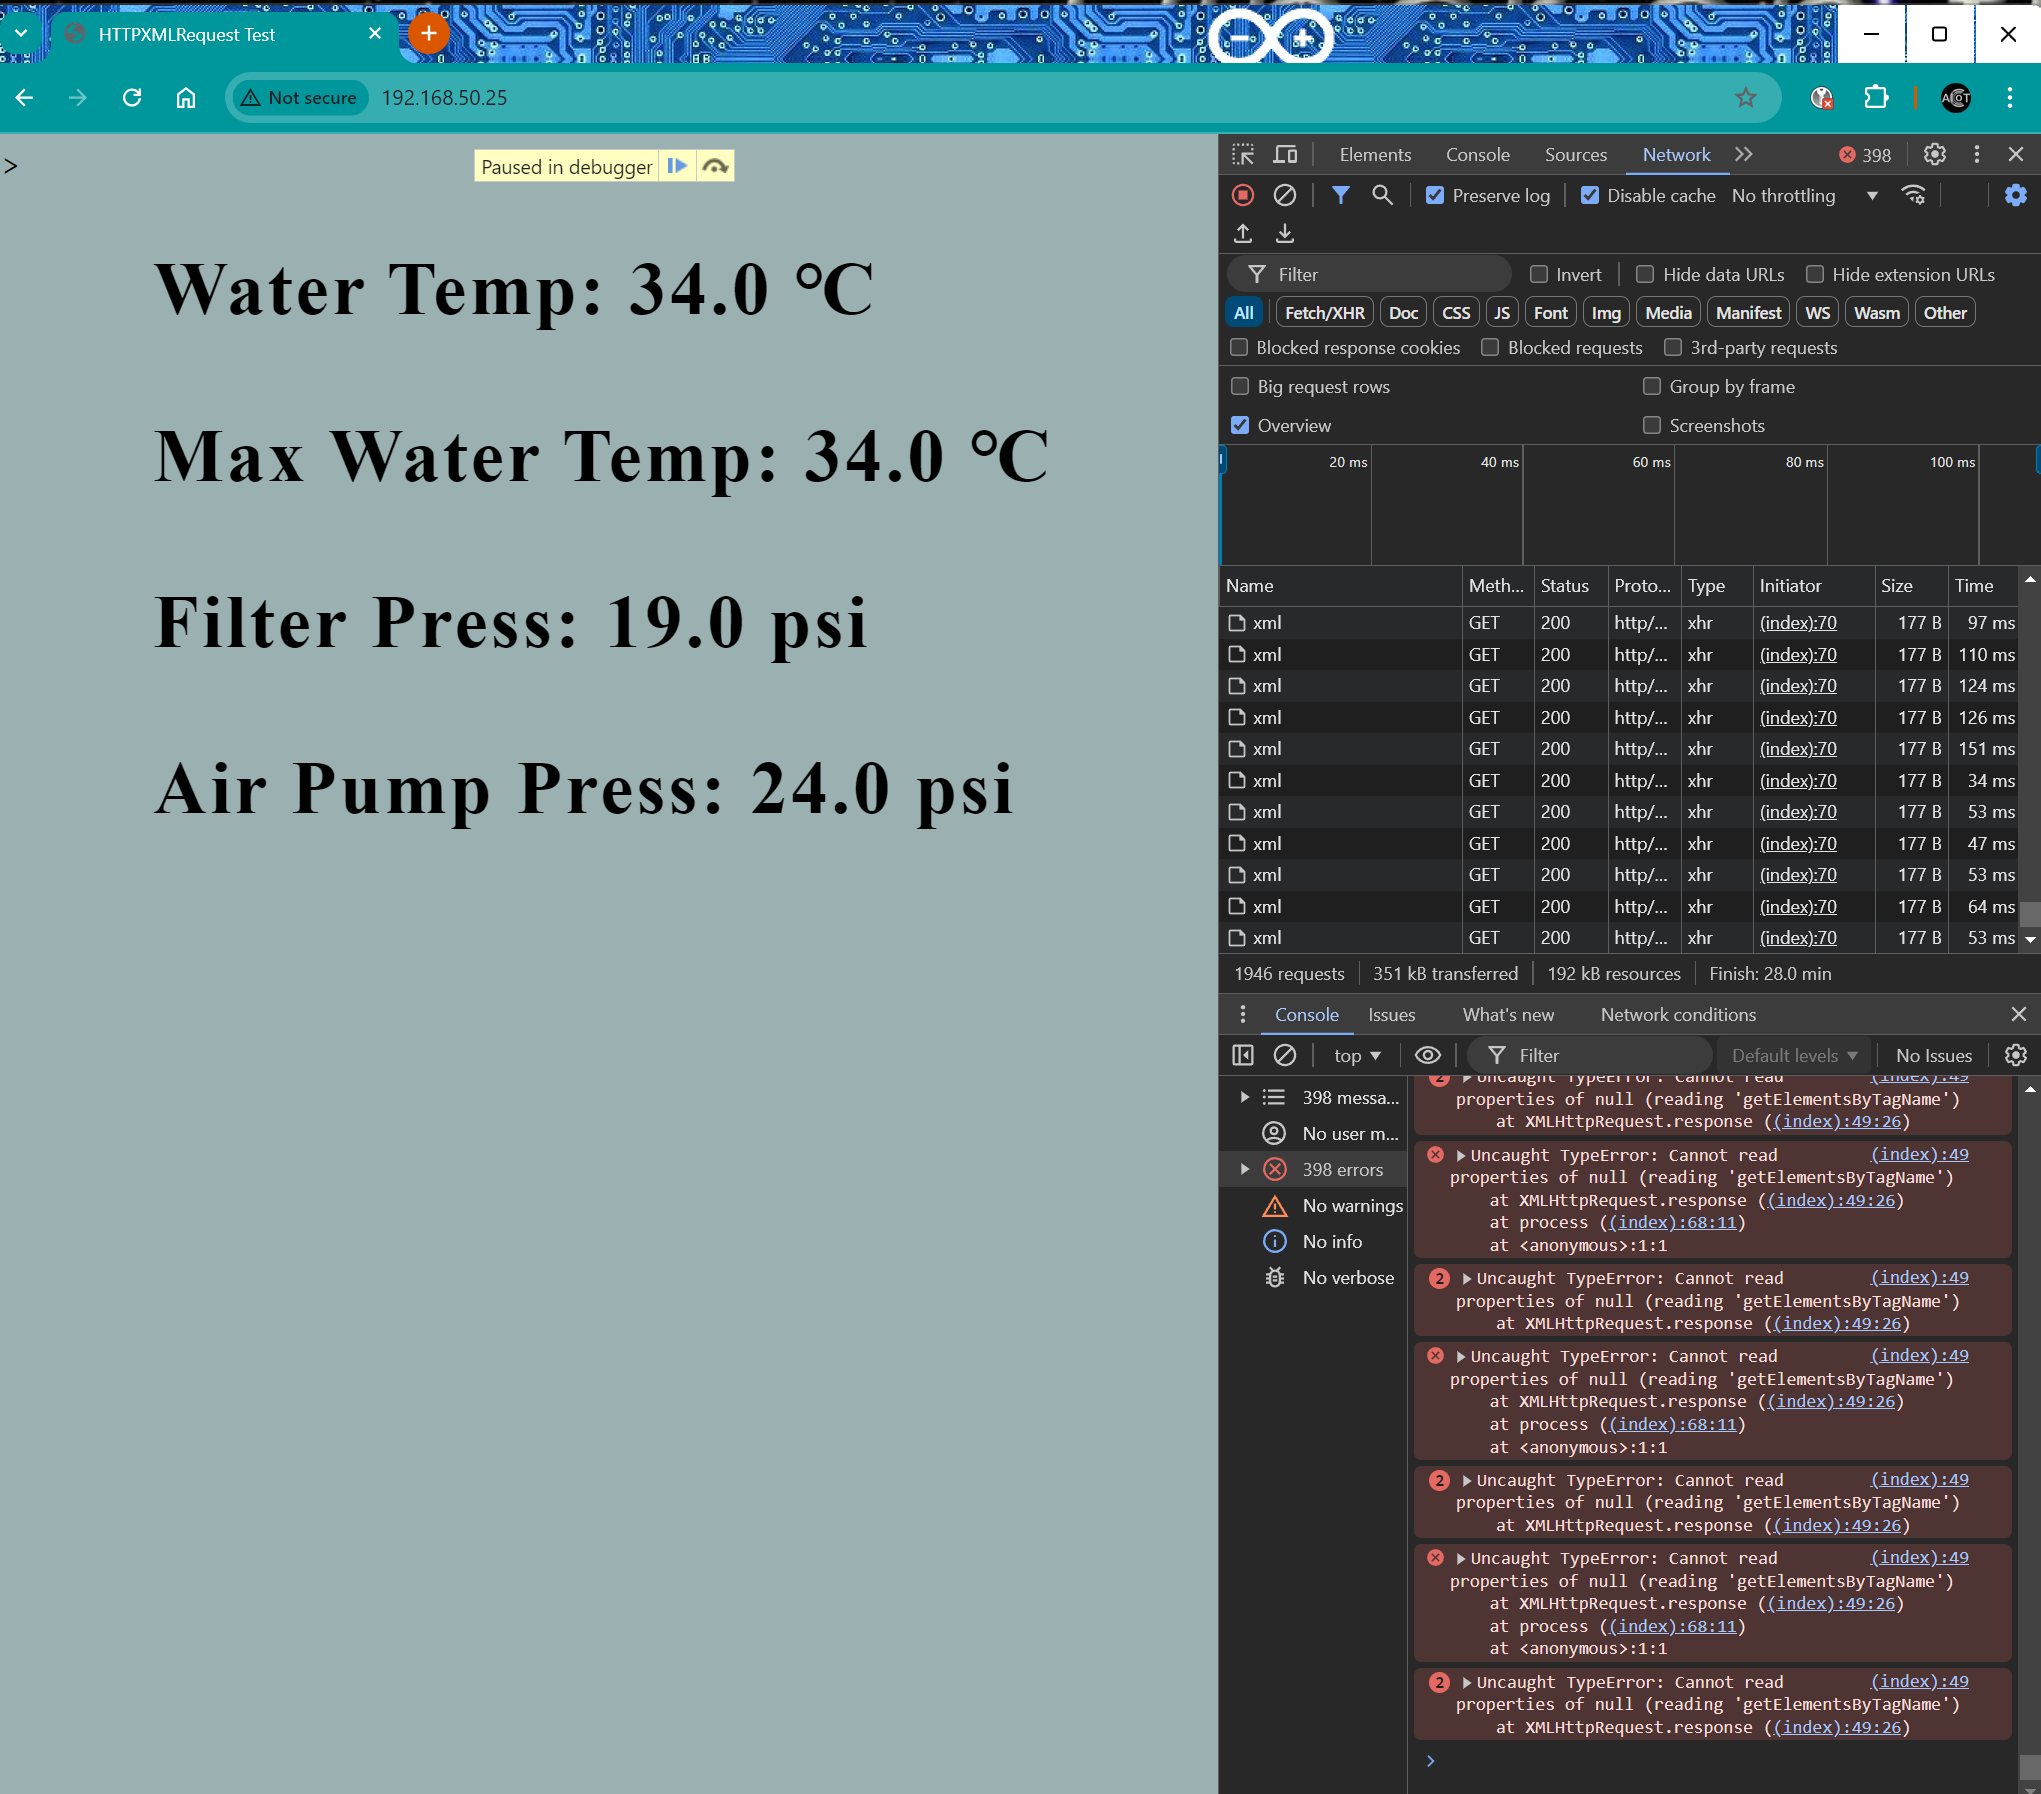 HTTPXMLRequest Test
Not secure 192.168.50.25
AIoT
>
Paused in debugger
Water Temp: 34.0 °C
Max Water Temp: 34.0 °C
Filter Press: 19.0 psi
Air Pump Press: 24.0 psi
Elements Console Sources Network 398
Preserve log Disable cache No throttling
Filter Invert Hide data URLs Hide extension URLs
All Fetch/XHR Doc CSS JS Font Img Media Manifest WS Wasm Other
Blocked response cookies Blocked requests 3rd-party requests
Big request rows Group by frame
Overview Screenshots
20 ms 40 ms 60 ms 80 ms 100 ms
Name Meth... Status Proto... Type Initiator Size Time
xml GET 200 http/... xhr (index):70 177 B 97 ms
xml GET 200 http/... xhr (index):70 177 B 110 ms
xml GET 200 http/... xhr (index):70 177 B 124 ms
xml GET 200 http/... xhr (index):70 177 B 126 ms
xml GET 200 http/... xhr (index):70 177 B 151 ms
xml GET 200 http/... xhr (index):70 177 B 34 ms
xml GET 200 http/... xhr (index):70 177 B 53 ms
xml GET 200 http/... xhr (index):70 177 B 47 ms
xml GET 200 http/... xhr (index):70 177 B 53 ms
xml GET 200 http/... xhr (index):70 177 B 64 ms
xml GET 200 http/... xhr (index):70 177 B 53 ms
1946 requests 351 kB transferred 192 kB resources Finish: 28.0 min
Console Issues What's new Network conditions
top Filter Default levels No Issues
398 messa...
No user m...
398 errors
No warnings
No info
No verbose
2 Uncaught TypeError: Cannot read (index):49
properties of null (reading 'getElementsByTagName')
at XMLHttpRequest.response ((index):49:26)
Uncaught TypeError: Cannot read (index):49
properties of null (reading 'getElementsByTagName')
at XMLHttpRequest.response ((index):49:26)
at process ((index):68:11)
at <anonymous>:1:1
2 Uncaught TypeError: Cannot read (index):49
properties of null (reading 'getElementsByTagName')
at XMLHttpRequest.response ((index):49:26)
Uncaught TypeError: Cannot read (index):49
properties of null (reading 'getElementsByTagName')
at XMLHttpRequest.response ((index):49:26)
at process ((index):68:11)
at <anonymous>:1:1
2 Uncaught TypeError: Cannot read (index):49
properties of null (reading 'getElementsByTagName')
at XMLHttpRequest.response ((index):49:26)
Uncaught TypeError: Cannot read (index):49
properties of null (reading 'getElementsByTagName')
at XMLHttpRequest.response ((index):49:26)
at process ((index):68:11)
at <anonymous>:1:1
2 Uncaught TypeError: Cannot read (index):49
properties of null (reading 'getElementsByTagName')
at XMLHttpRequest.response ((index):49:26)